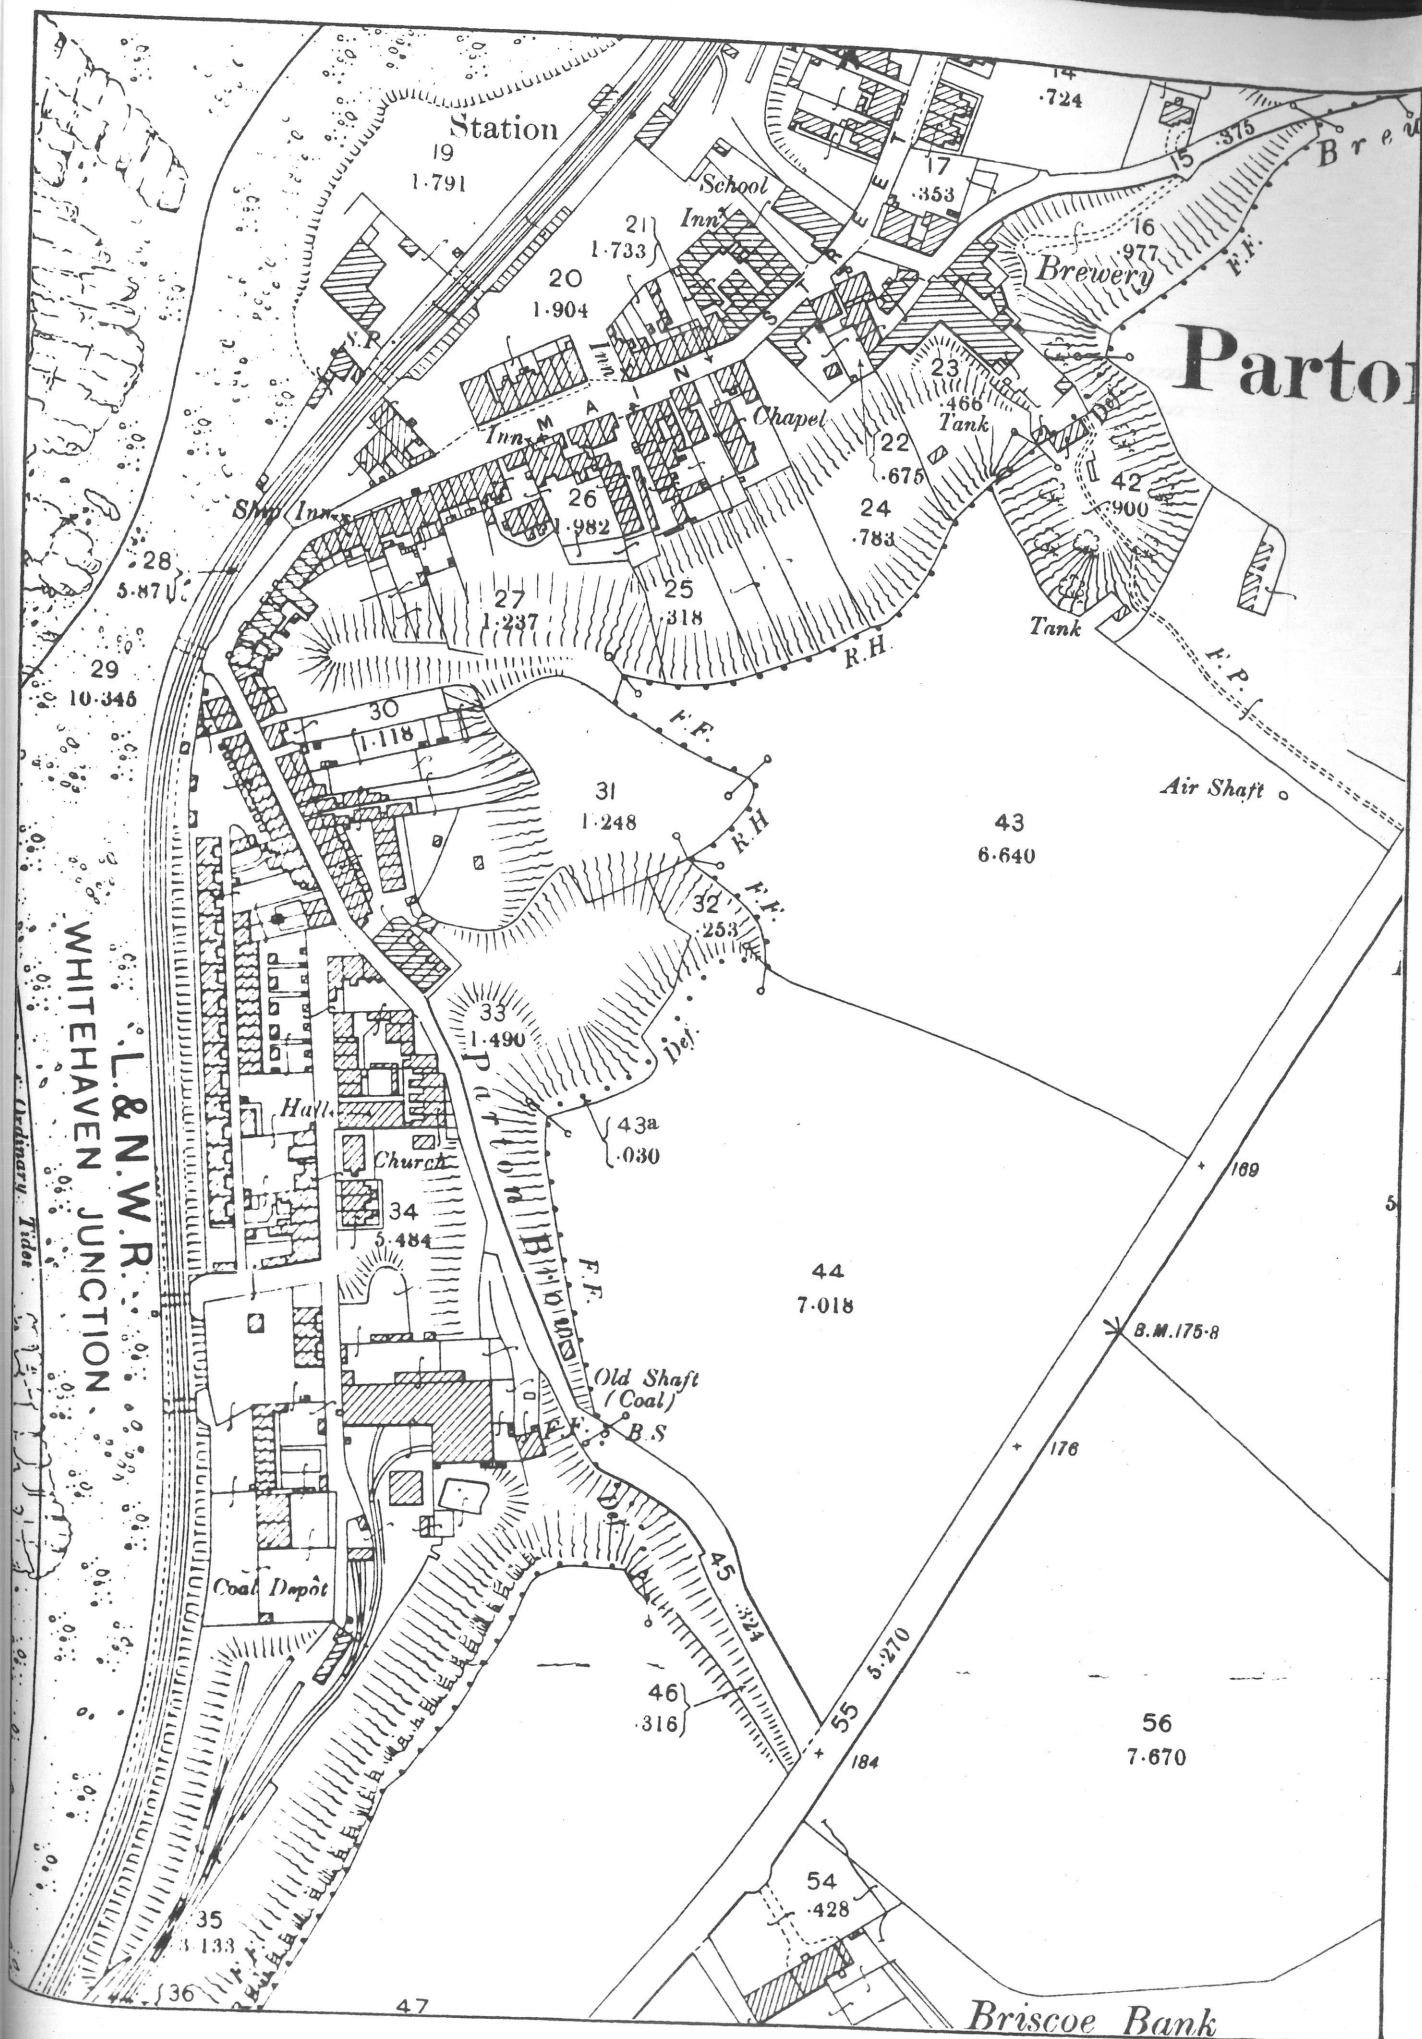 Station
19
1·791
14
.724
School
Inn
17
.353
15
.375
16
.977
Brewery
F.F.
21
1.733
20
1.904
S.P.
Inn
MAIN STREET
Inn
Chapel
23
.466
Tank
Def.
Ship Inn
26
1.982
22
.675
24
.783
42
.900
28
5.871
27
1.237
25
.318
R.H.
Tank
F.P.
29
10.345
30
1.118
F.F.
31
1.248
R.H
Air Shaft
43
6.640
32
.253
F.F.
33
1.490
Def.
43a
.030
L. & N. W. R.
WHITEHAVEN JUNCTION
Ordinary Tides
Hall
Church
34
5.484
Parton Brows
F.F.
169
44
7.018
B.M.175·8
Old Shaft
(Coal)
F.F.
B.S
176
Def.
Coal Depôt
45
.324
46
.316
55
5.270
184
56
7.670
54
.428
35
3.133
36
47
Briscoe Bank